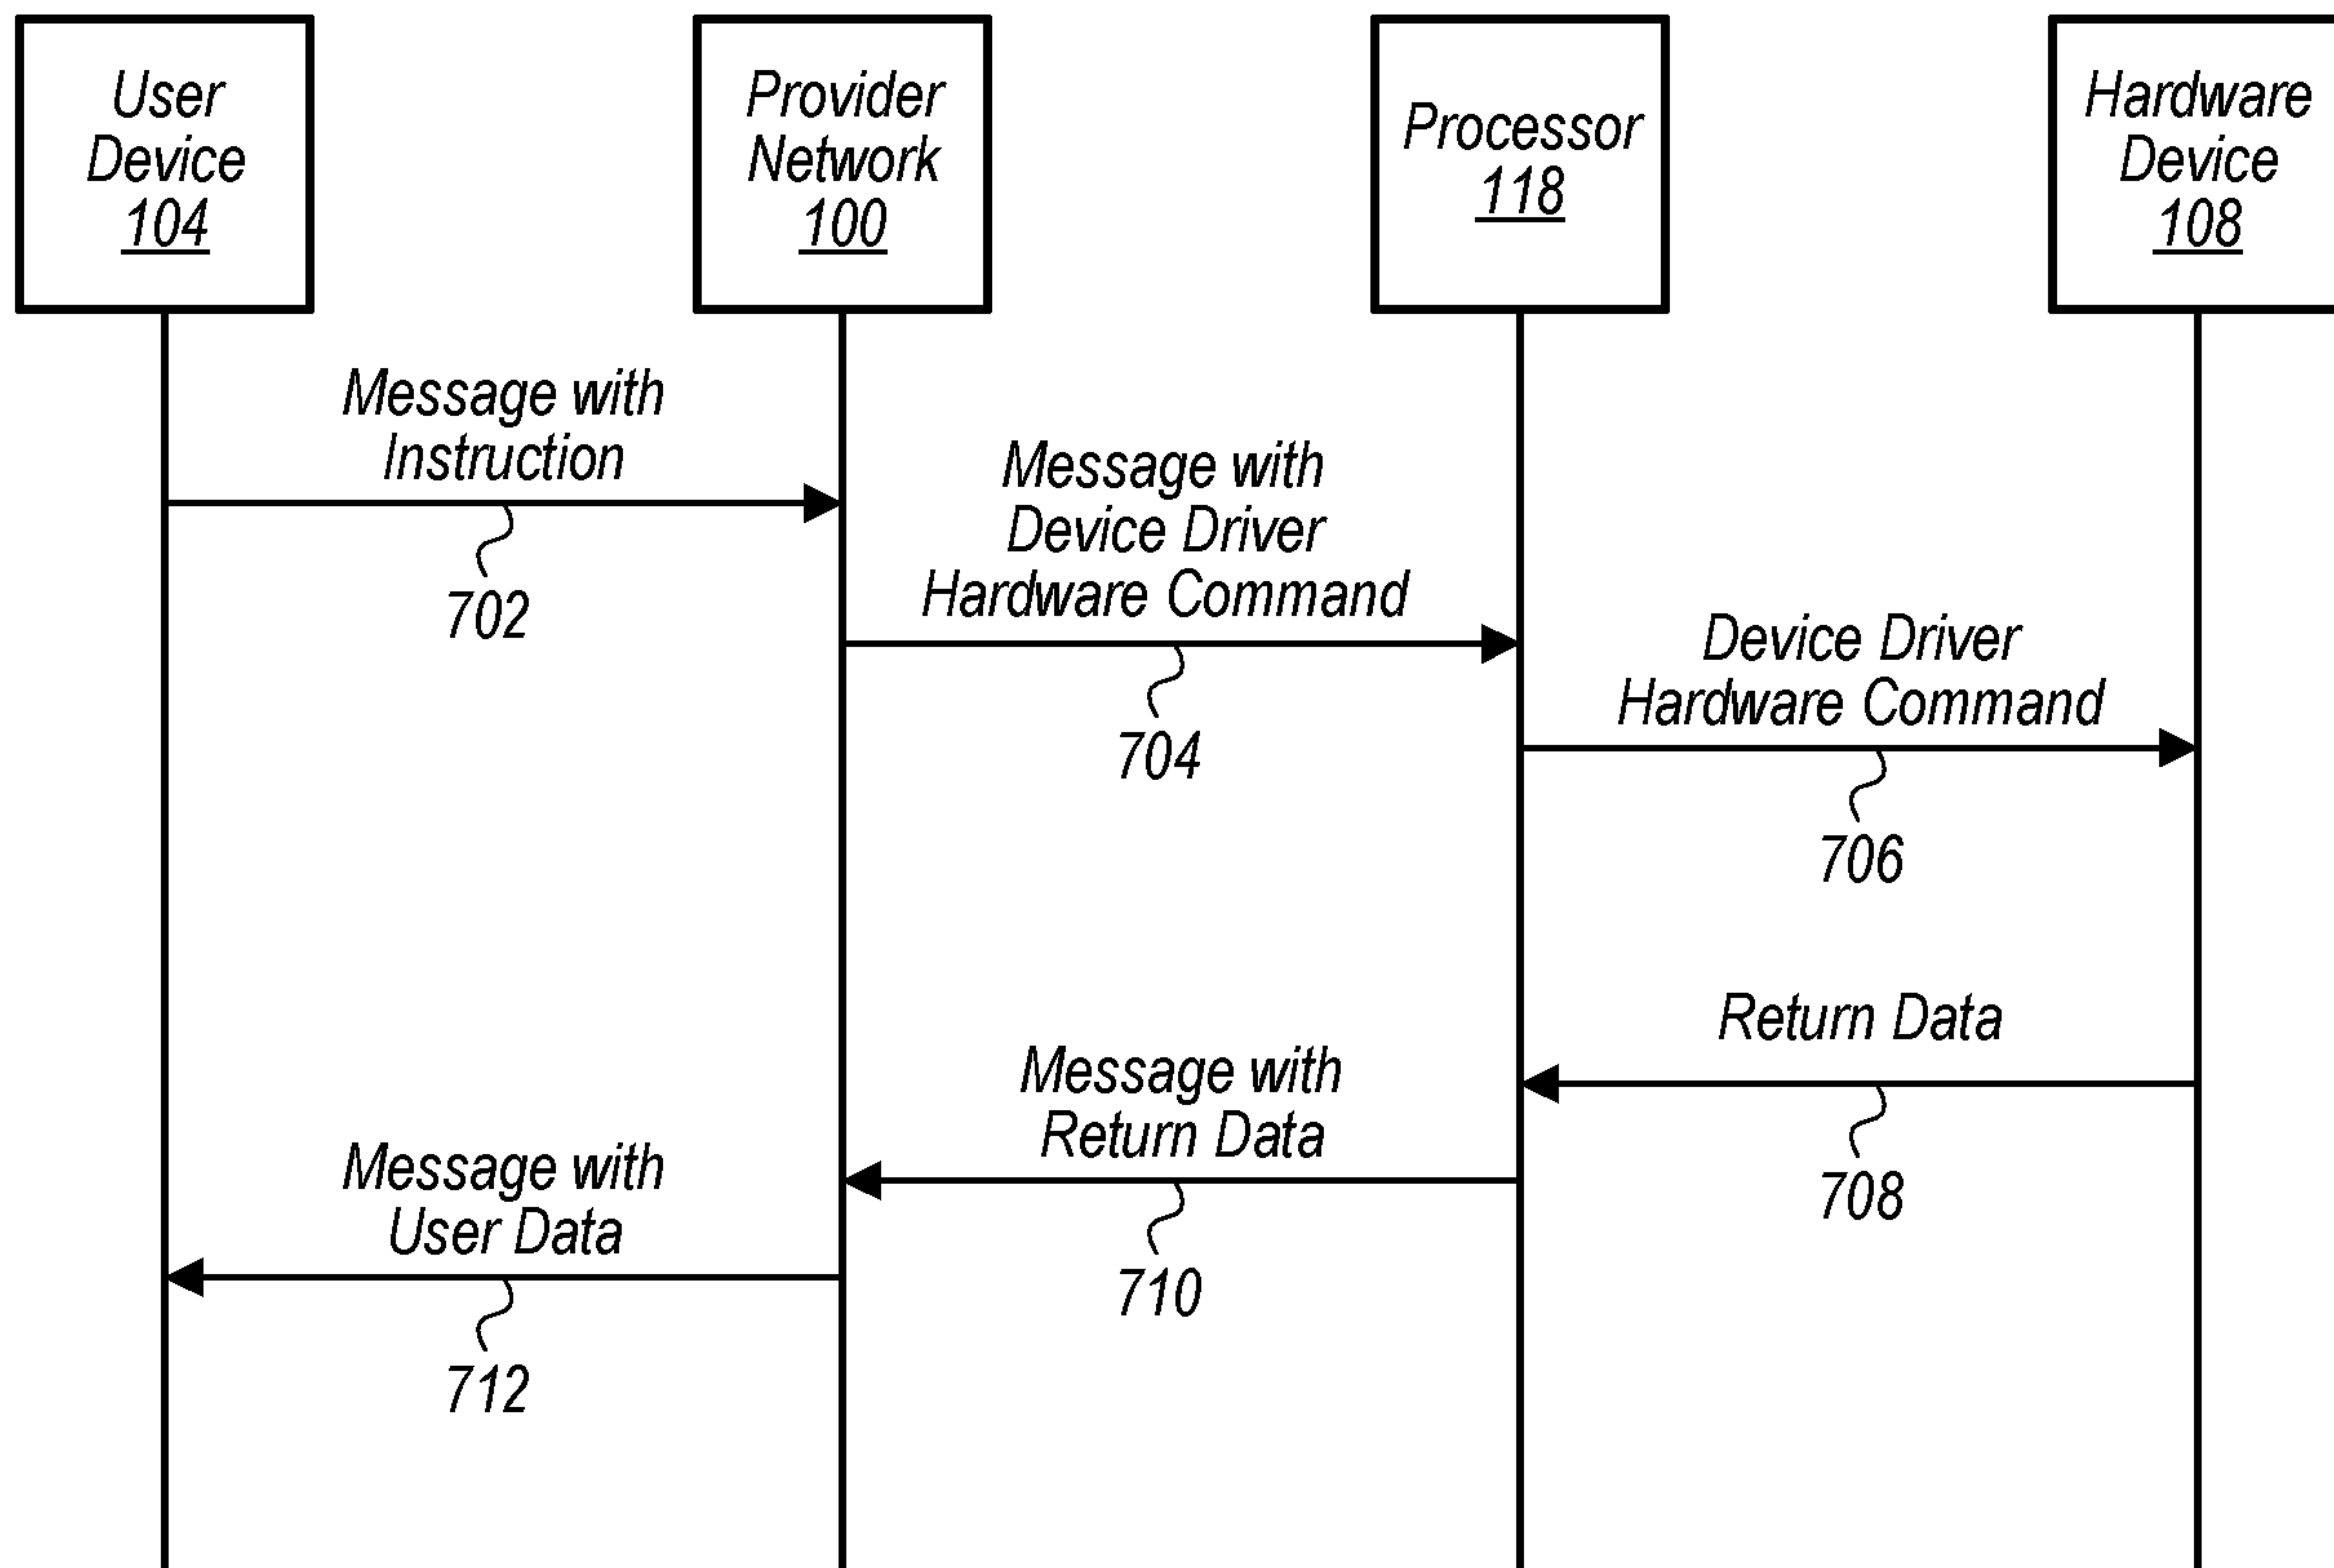 User
Device
104
Provider
Network
100
Processor
118
Hardware
Device
108
Message with
Instruction
702
Message with
Device Driver
Hardware Command
704
Device Driver
Hardware Command
706
Return Data
708
Message with
Return Data
710
Message with
User Data
712